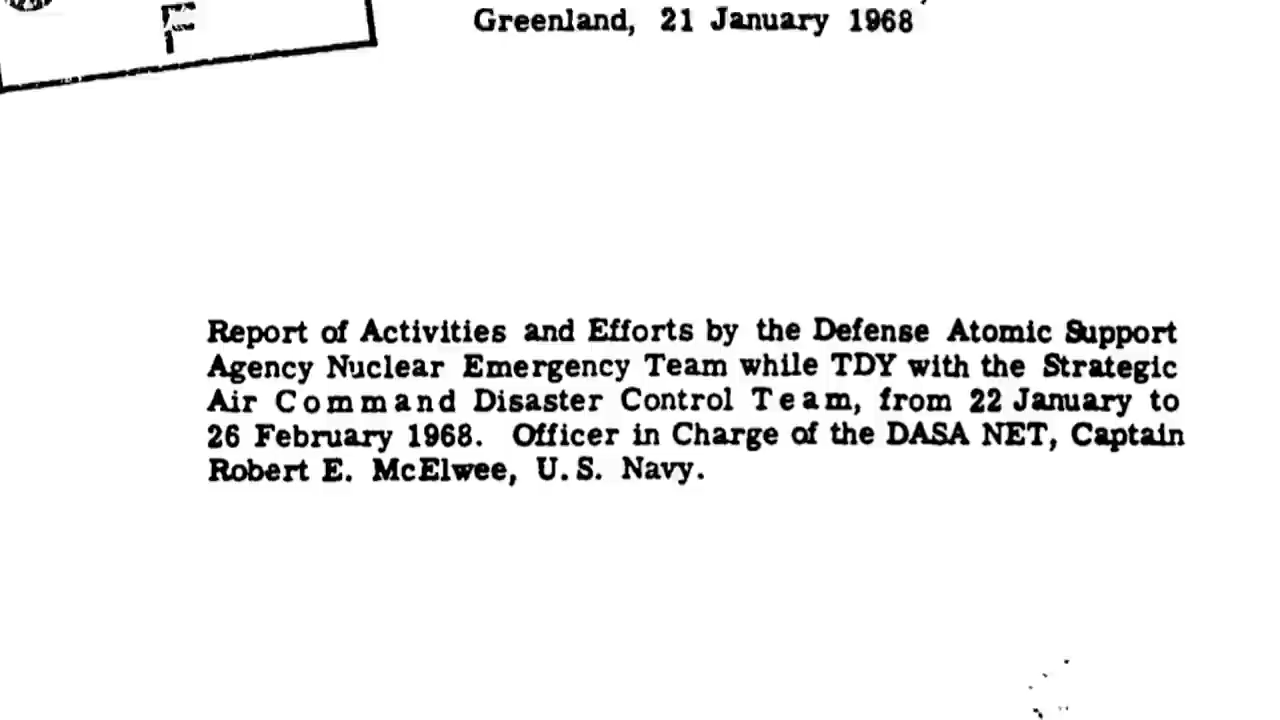 F
Greenland, 21 January 1968
Report of Activities and Efforts by the Defense Atomic Support
Agency Nuclear Emergency Team while TDY with the Strategic
Air Command Disaster Control Team, from 22 January to
26 February 1968. Officer in Charge of the DASA NET, Captain
Robert E. McElwee, U.S. Navy.